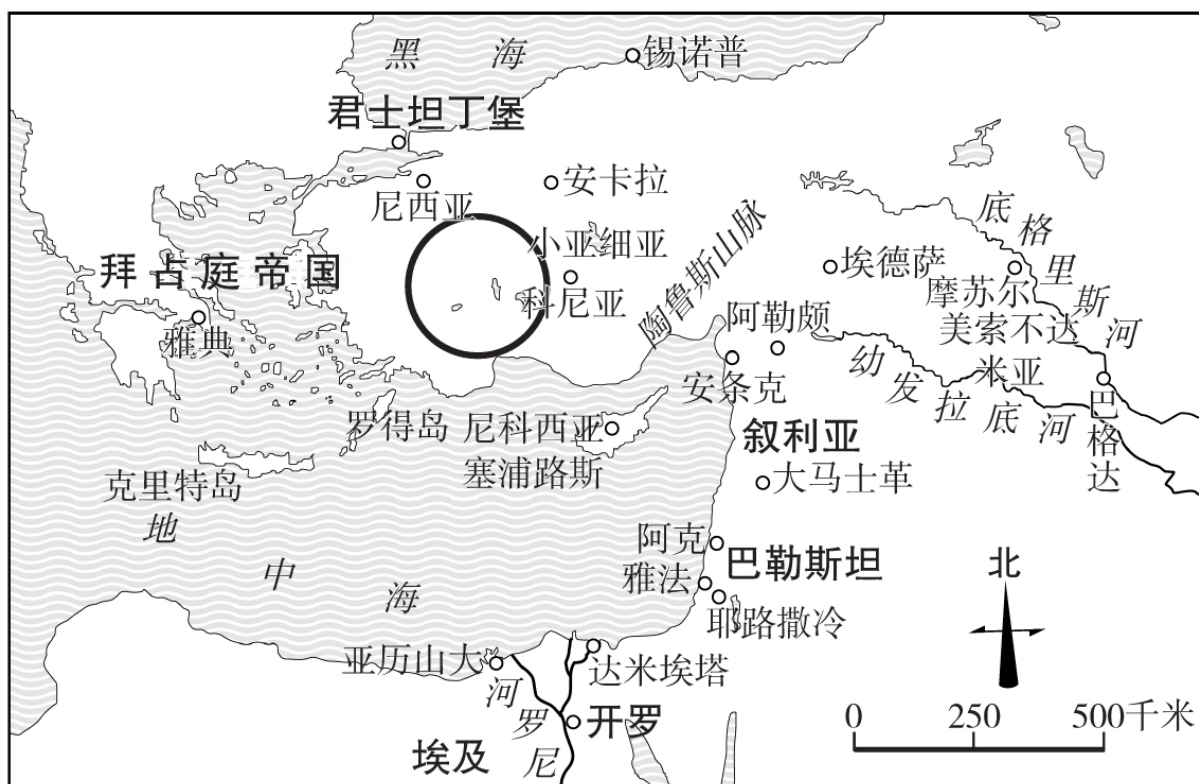 黑海
锡诺普
君士坦丁堡
尼西亚
安卡拉
小亚细亚
科尼亚
陶鲁斯山脉
拜占庭帝国
雅典
埃德萨
底格里斯河
摩苏尔
美索不达
米亚
阿勒颇
安条克
幼发拉底河
巴格达
罗得岛
尼科西亚
塞浦路斯
叙利亚
大马士革
克里特岛
地中海
阿克
巴勒斯坦
雅法
耶路撒冷
北
亚历山大
达米埃塔
河罗尼
开罗
埃及
0 250 500千米